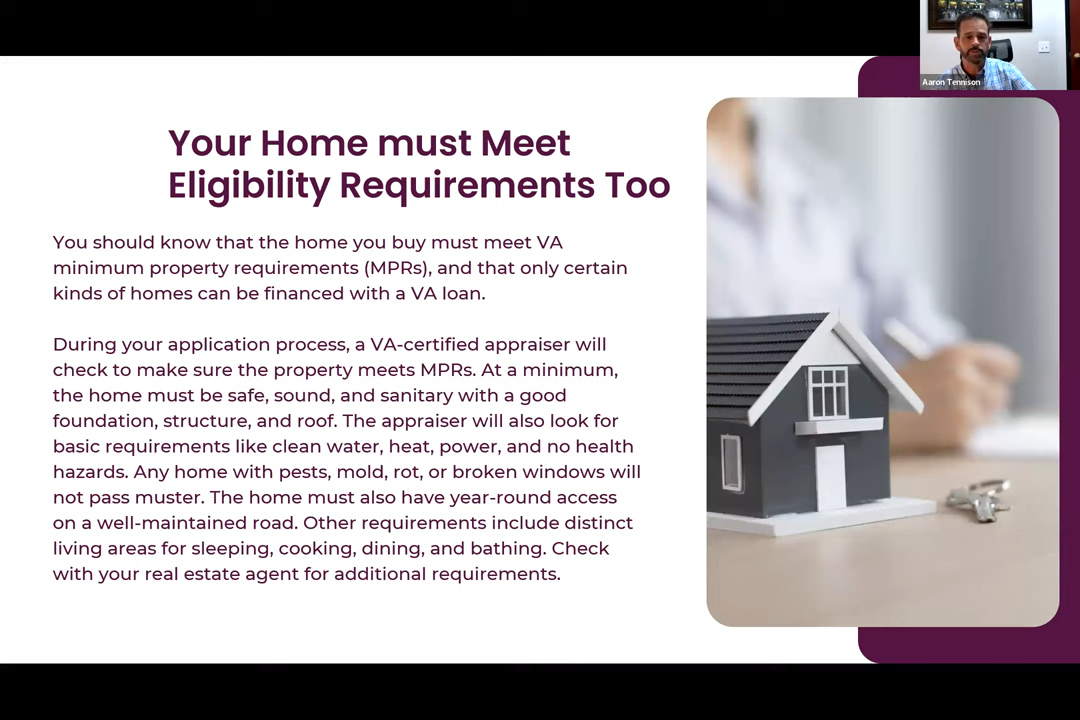 Aaron Tennison
Your Home must Meet
Eligibility Requirements Too
You should know that the home you buy must meet VA
minimum property requirements (MPRs), and that only certain
kinds of homes can be financed with a VA loan.
During your application process, a VA-certified appraiser will
check to make sure the property meets MPRs. At a minimum,
the home must be safe, sound, and sanitary with a good
foundation, structure, and roof. The appraiser will also look for
basic requirements like clean water, heat, power, and no health
hazards. Any home with pests, mold, rot, or broken windows will
not pass muster. The home must also have year-round access
on a well-maintained road. Other requirements include distinct
living areas for sleeping, cooking, dining, and bathing. Check
with your real estate agent for additional requirements.